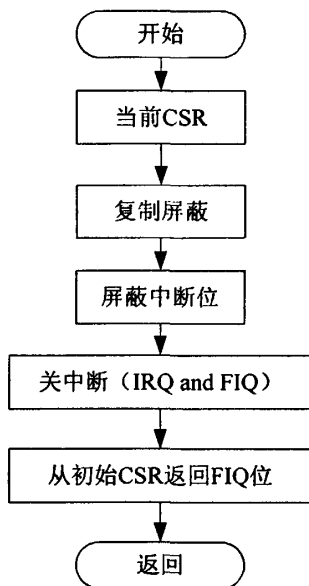 开始
当前CSR
复制屏蔽
屏蔽中断位
关中断（IRQ and FIQ）
从初始CSR返回FIQ位
返回